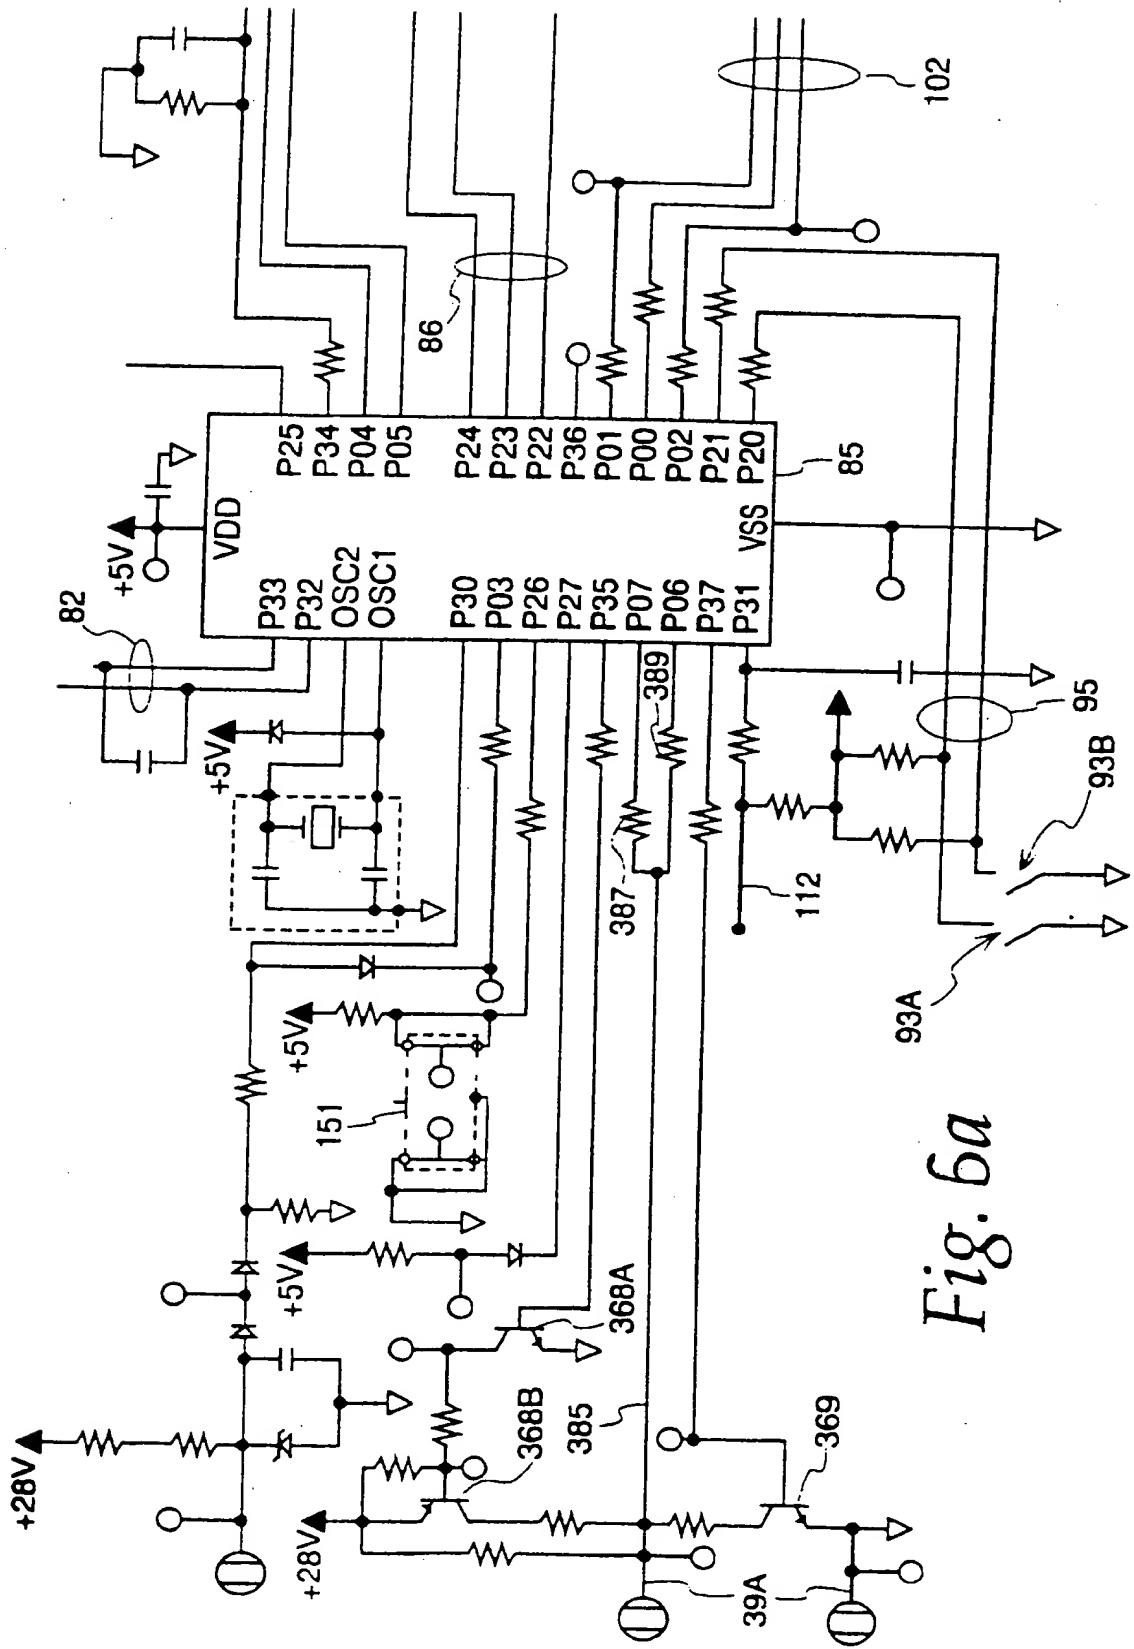 +28V
+5V
82
VDD
P33
P32
OSC2
OSC1
P30
P03
P26
P27
P35
P07
P06
P37
P31
P25
P34
P04
P05
P24
P23
P22
P36
P01
P00
P02
P21
P20
VSS
85
86
102
+5V
+5V
151
+5V
368A
368B
+28V
385
369
39A
387
389
112
95
93B
93A
Fig. 6a